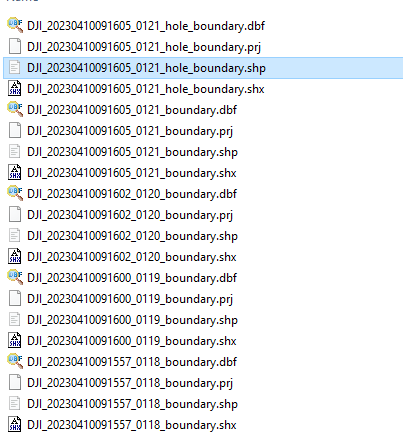 DJI_20230410091605_0121_hole_boundary.dbf
DJI_20230410091605_0121_hole_boundary.prj
DJI_20230410091605_0121_hole_boundary.shp
DJI_20230410091605_0121_hole_boundary.shx
DJI_20230410091605_0121_boundary.dbf
DJI_20230410091605_0121_boundary.prj
DJI_20230410091605_0121_boundary.shp
DJI_20230410091605_0121_boundary.shx
DJI_20230410091602_0120_boundary.dbf
DJI_20230410091602_0120_boundary.prj
DJI_20230410091602_0120_boundary.shp
DJI_20230410091602_0120_boundary.shx
DJI_20230410091600_0119_boundary.dbf
DJI_20230410091600_0119_boundary.prj
DJI_20230410091600_0119_boundary.shp
DJI_20230410091600_0119_boundary.shx
DJI_20230410091557_0118_boundary.dbf
DJI_20230410091557_0118_boundary.prj
DJI_20230410091557_0118_boundary.shp
DJI_20230410091557_0118_boundary.shx